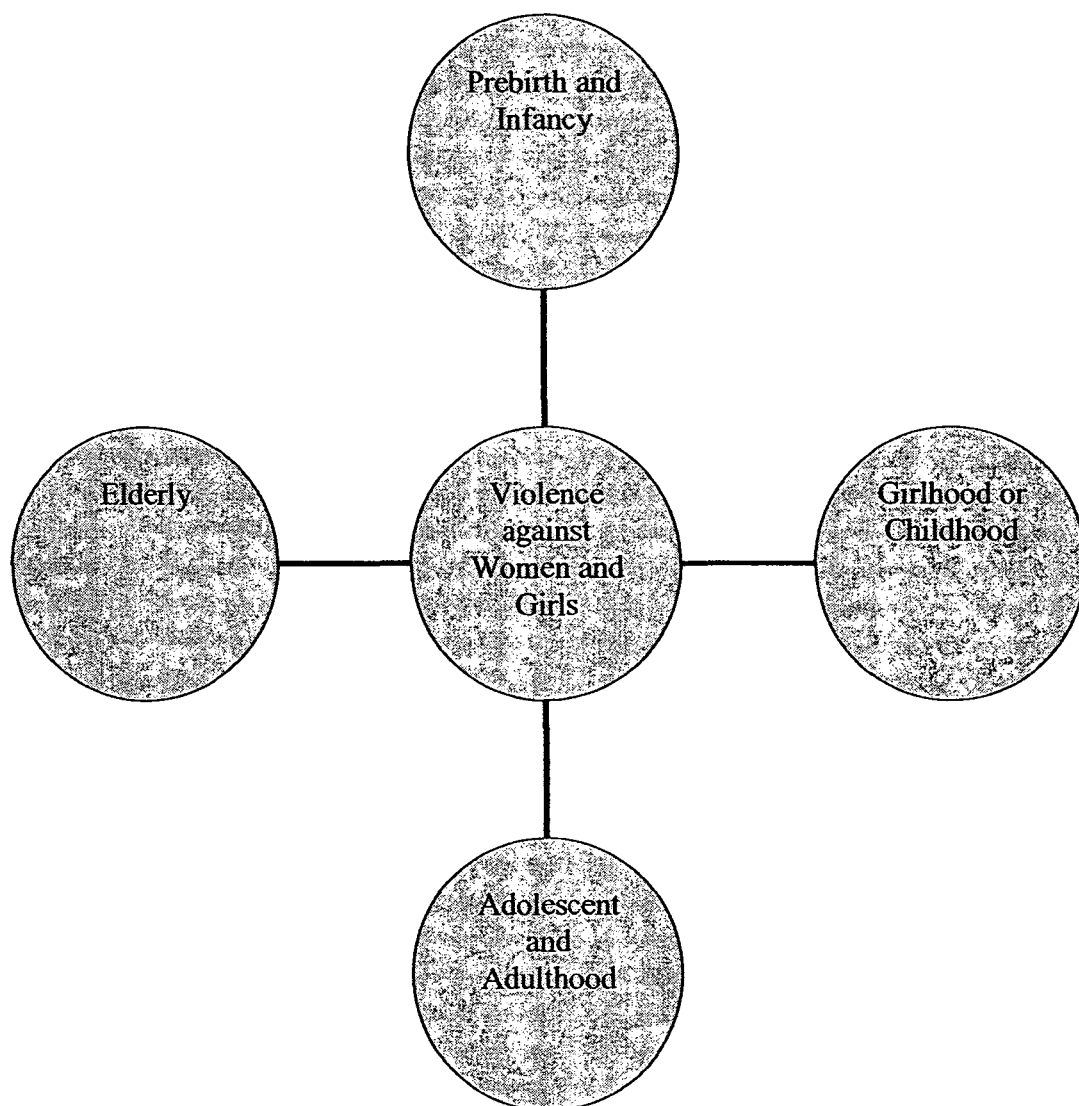 Prebirth and
Infancy
Elderly
Violence
against
Women and
Girls
Girlhood or
Childhood
Adolescent
and
Adulthood